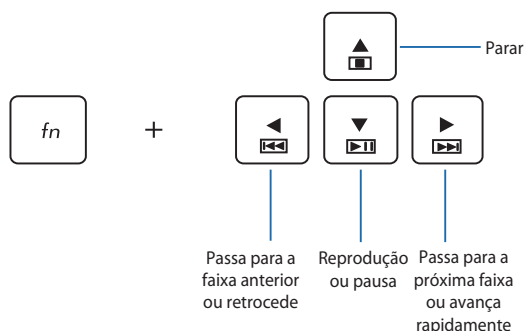 Parar
fn
+
Passa para a
faixa anterior
ou retrocede
Reprodução
ou pausa
Passa para a
próxima faixa
ou avança
rapidamente